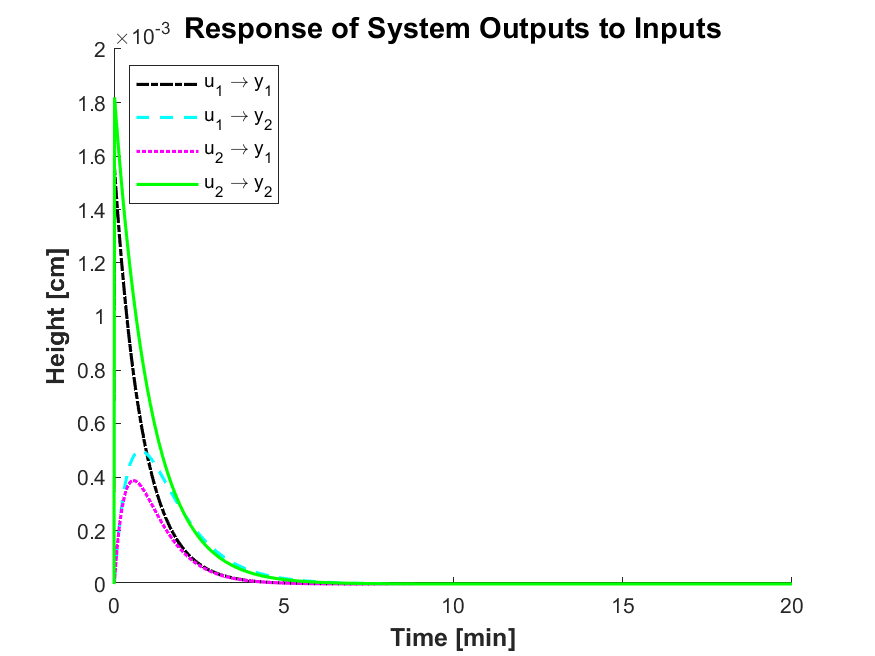 ×10⁻³
Response of System Outputs to Inputs
2
1.8
1.6
1.4
1.2
1
0.8
0.6
0.4
0.2
0
Height [cm]
u₁ → y₁
u₁ → y₂
u₂ → y₁
u₂ → y₂
0 5 10 15 20
Time [min]